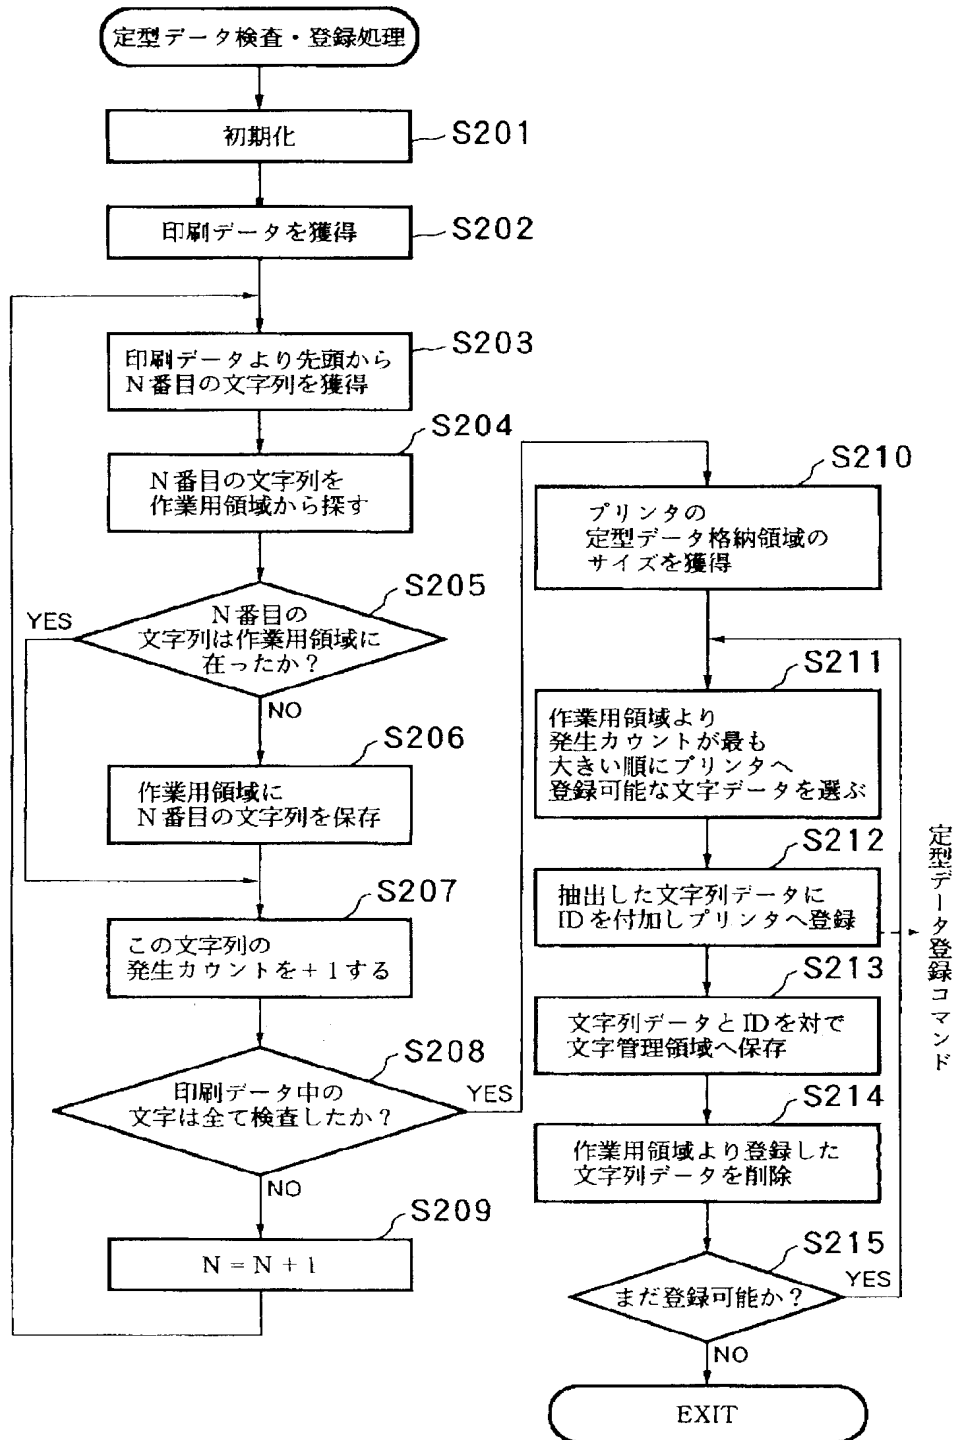 定型データ検査・登録処理
初期化
S201
印刷データを獲得
S202
印刷データより先頭から
N番目の文字列を獲得
S203
N番目の文字列を
作業用領域から探す
S204
N番目の
文字列は作業用領域に
在ったか？
S205
YES
NO
作業用領域に
N番目の文字列を保存
S206
この文字列の
発生カウントを+1する
S207
印刷データ中の
文字は全て検査したか？
S208
YES
NO
N=N+1
S209
プリンタの
定型データ格納領域の
サイズを獲得
S210
作業用領域より
発生カウントが最も
大きい順にプリンタへ
登録可能な文字データを選ぶ
S211
抽出した文字列データに
IDを付加しプリンタへ登録
S212
定型データ登録コマンド
文字列データとIDを対で
文字管理領域へ保存
S213
作業用領域より登録した
文字列データを削除
S214
まだ登録可能か？
S215
YES
NO
EXIT